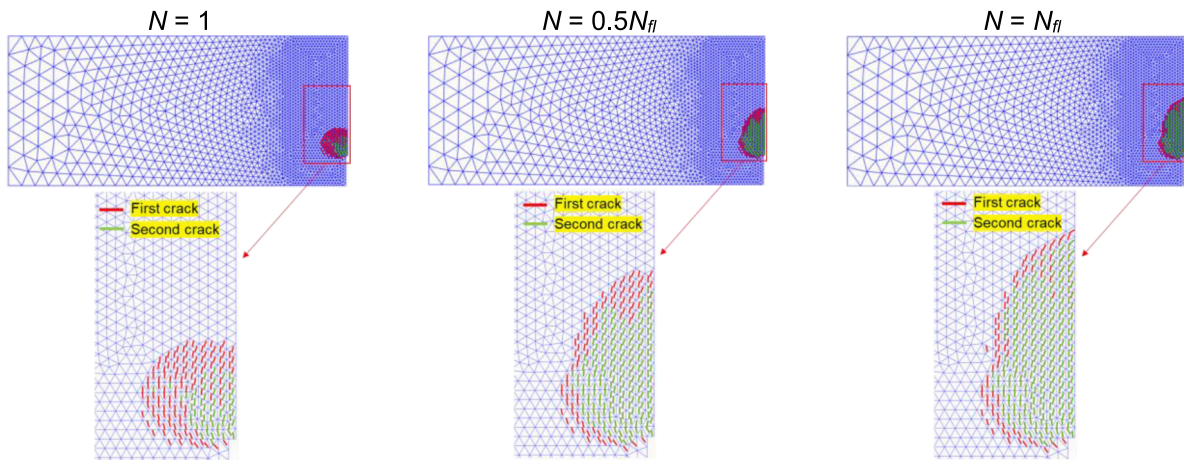 N = 1
N = 0.5N_fl
N = N_fl
First crack
Second crack
First crack
Second crack
First crack
Second crack